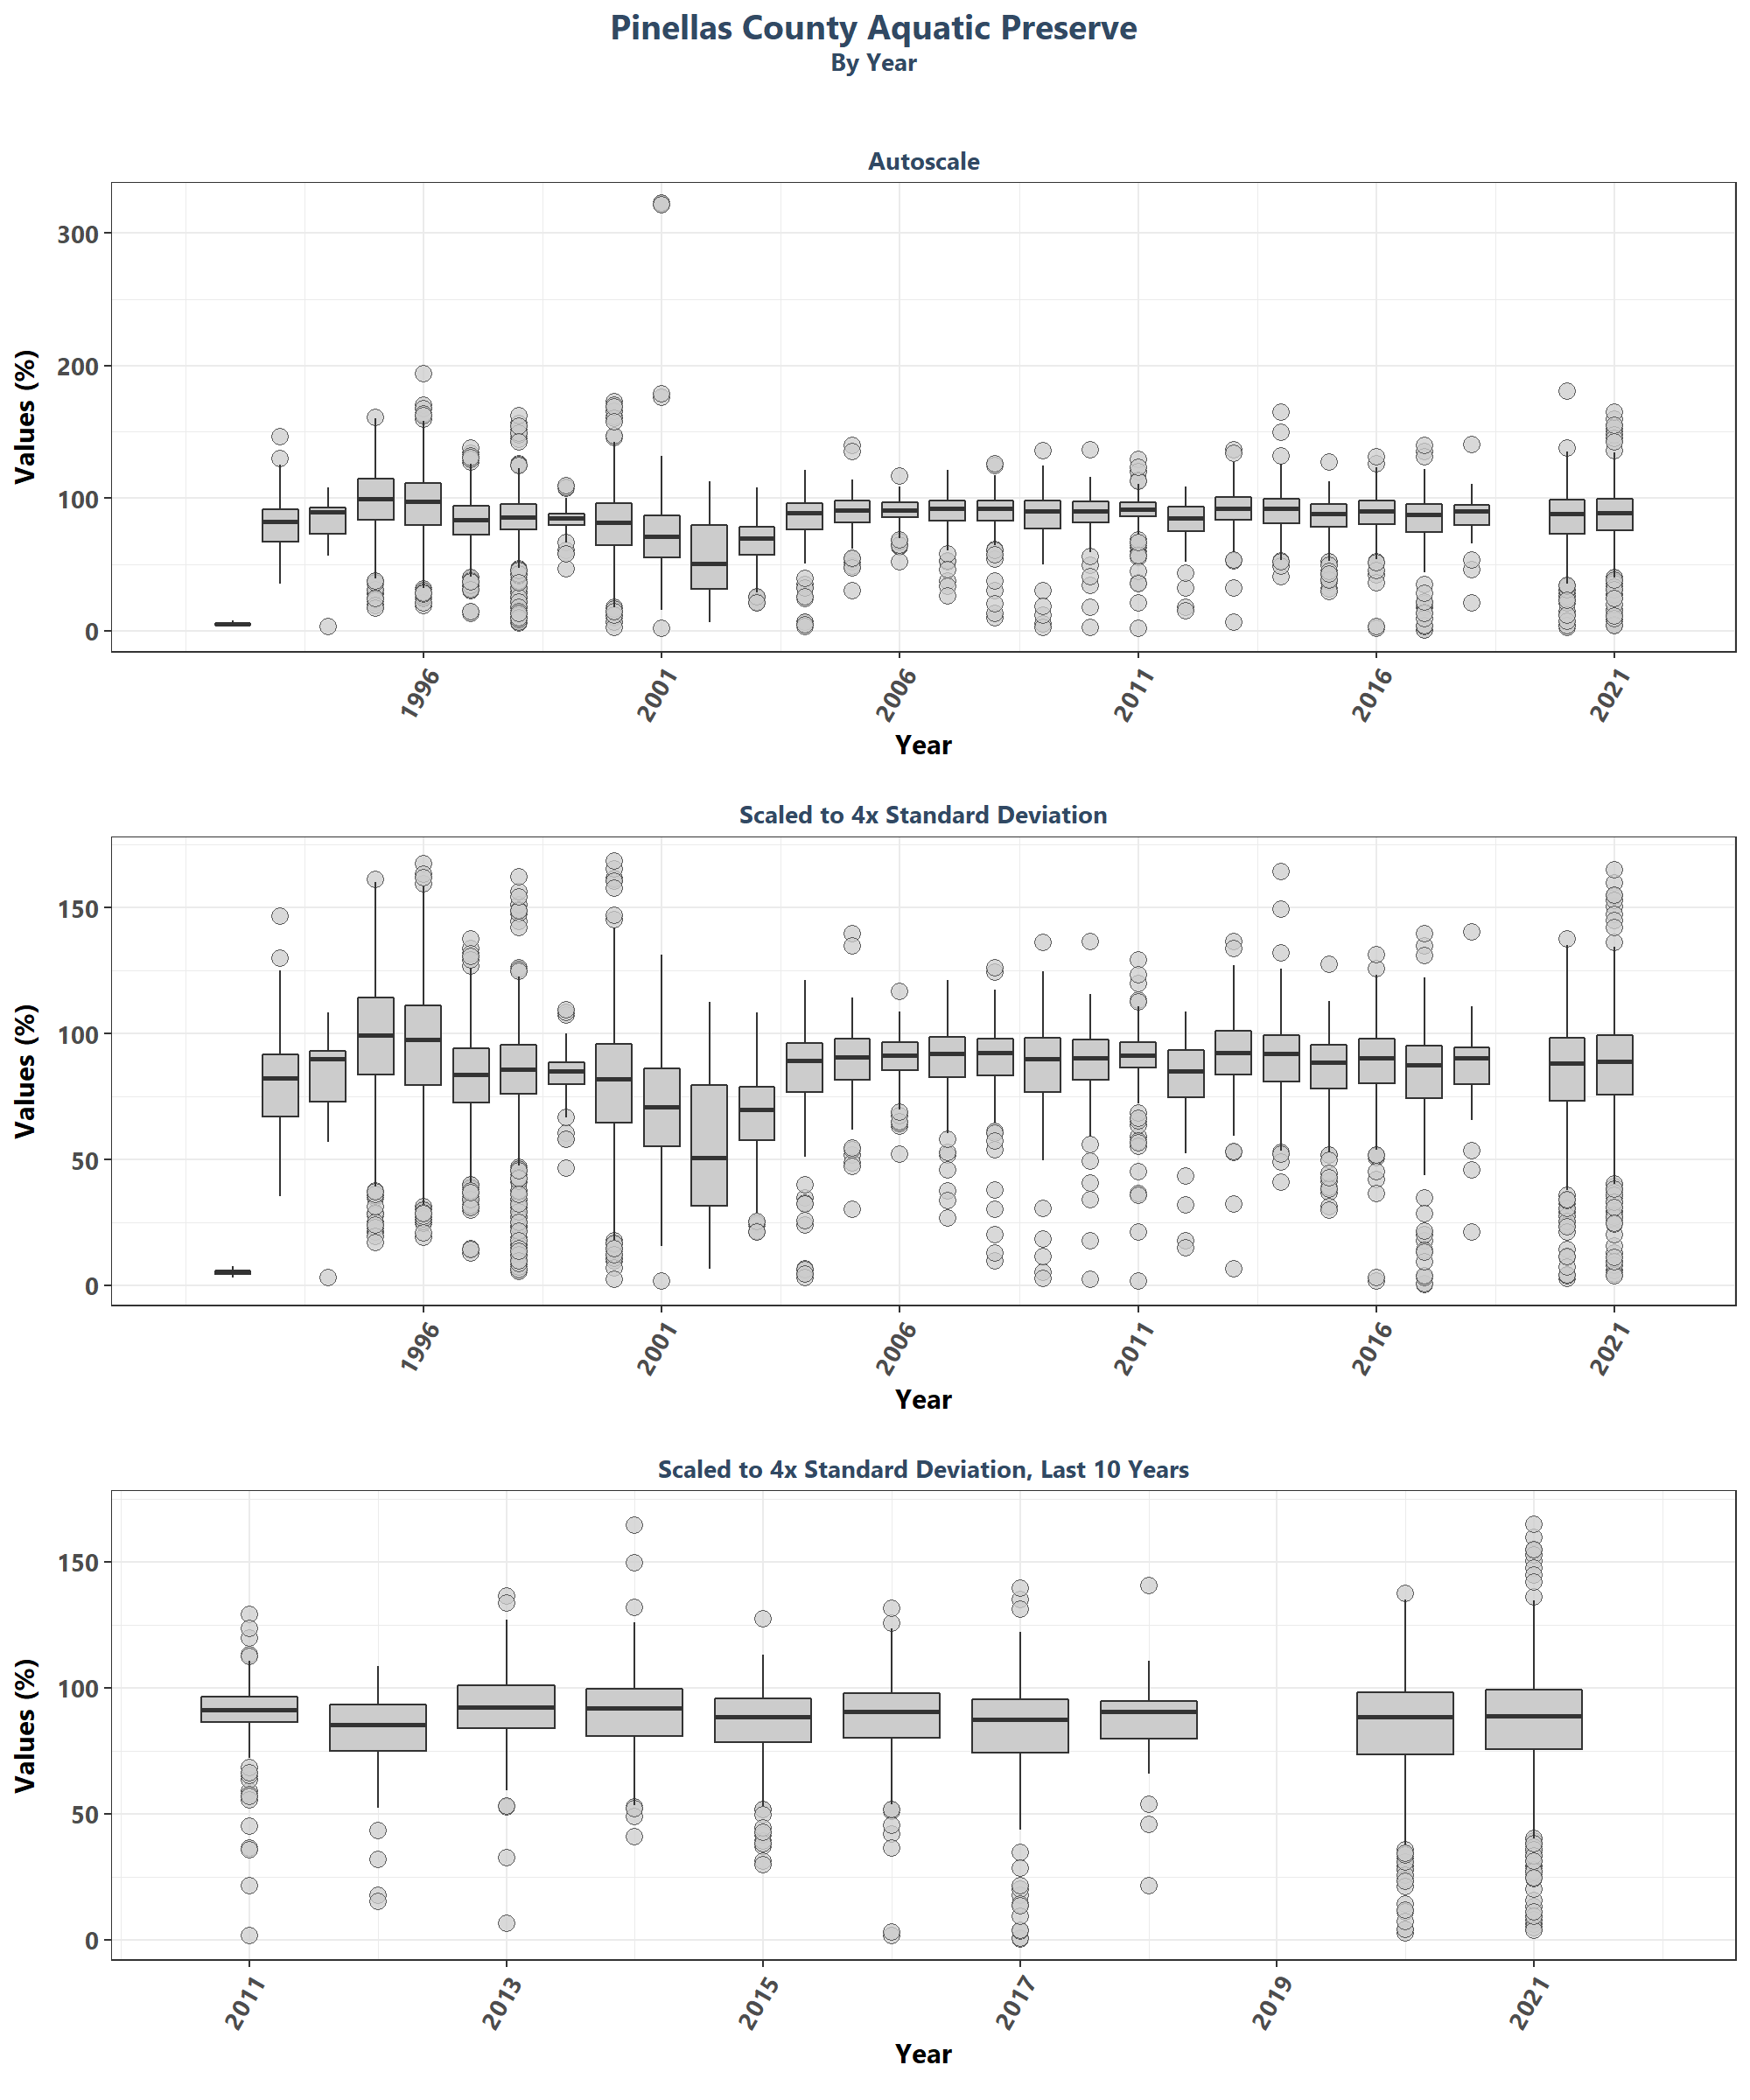 Pinellas County Aquatic Preserve
By Year
Autoscale
Values (%)
300
200
100
0
1996
2001
2006
2011
2016
2021
Year
Scaled to 4x Standard Deviation
Values (%)
150
100
50
0
1996
2001
2006
2011
2016
2021
Year
Scaled to 4x Standard Deviation, Last 10 Years
Values (%)
150
100
50
0
2011
2013
2015
2017
2019
2021
Year